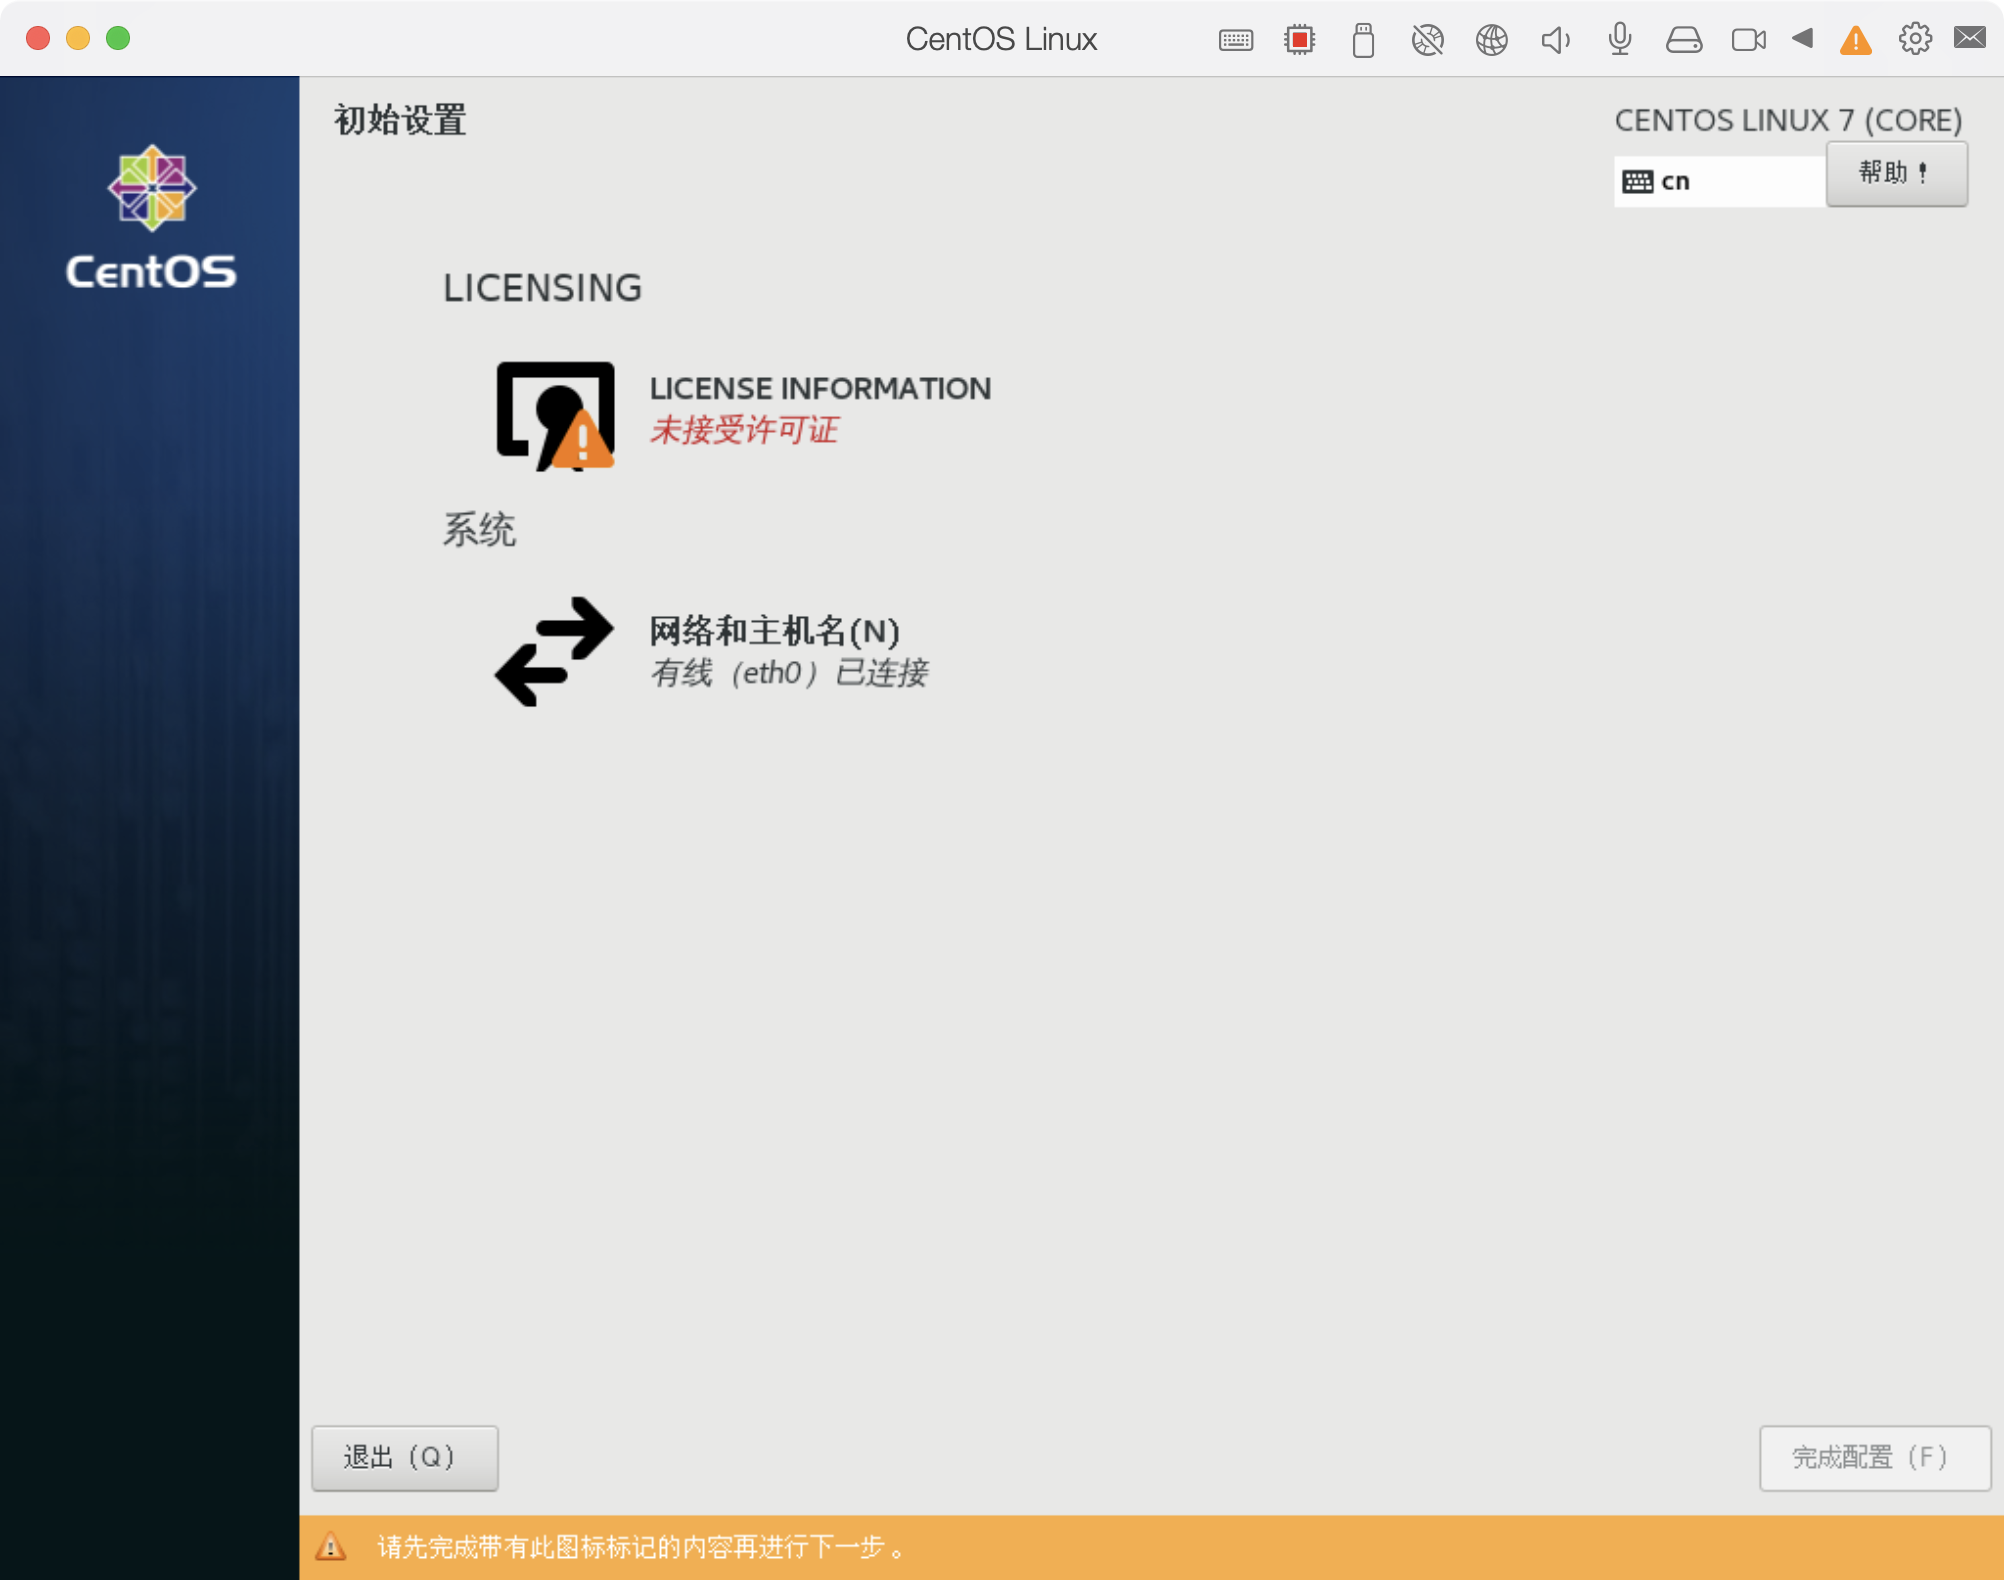 CentOS Linux
CentOS
初始设置
CENTOS LINUX 7 (CORE)
cn
帮助！
LICENSING
LICENSE INFORMATION
未接受许可证
系统
网络和主机名(N)
有线（eth0）已连接
退出（Q）
完成配置（F）
请先完成带有此图标标记的内容再进行下一步。